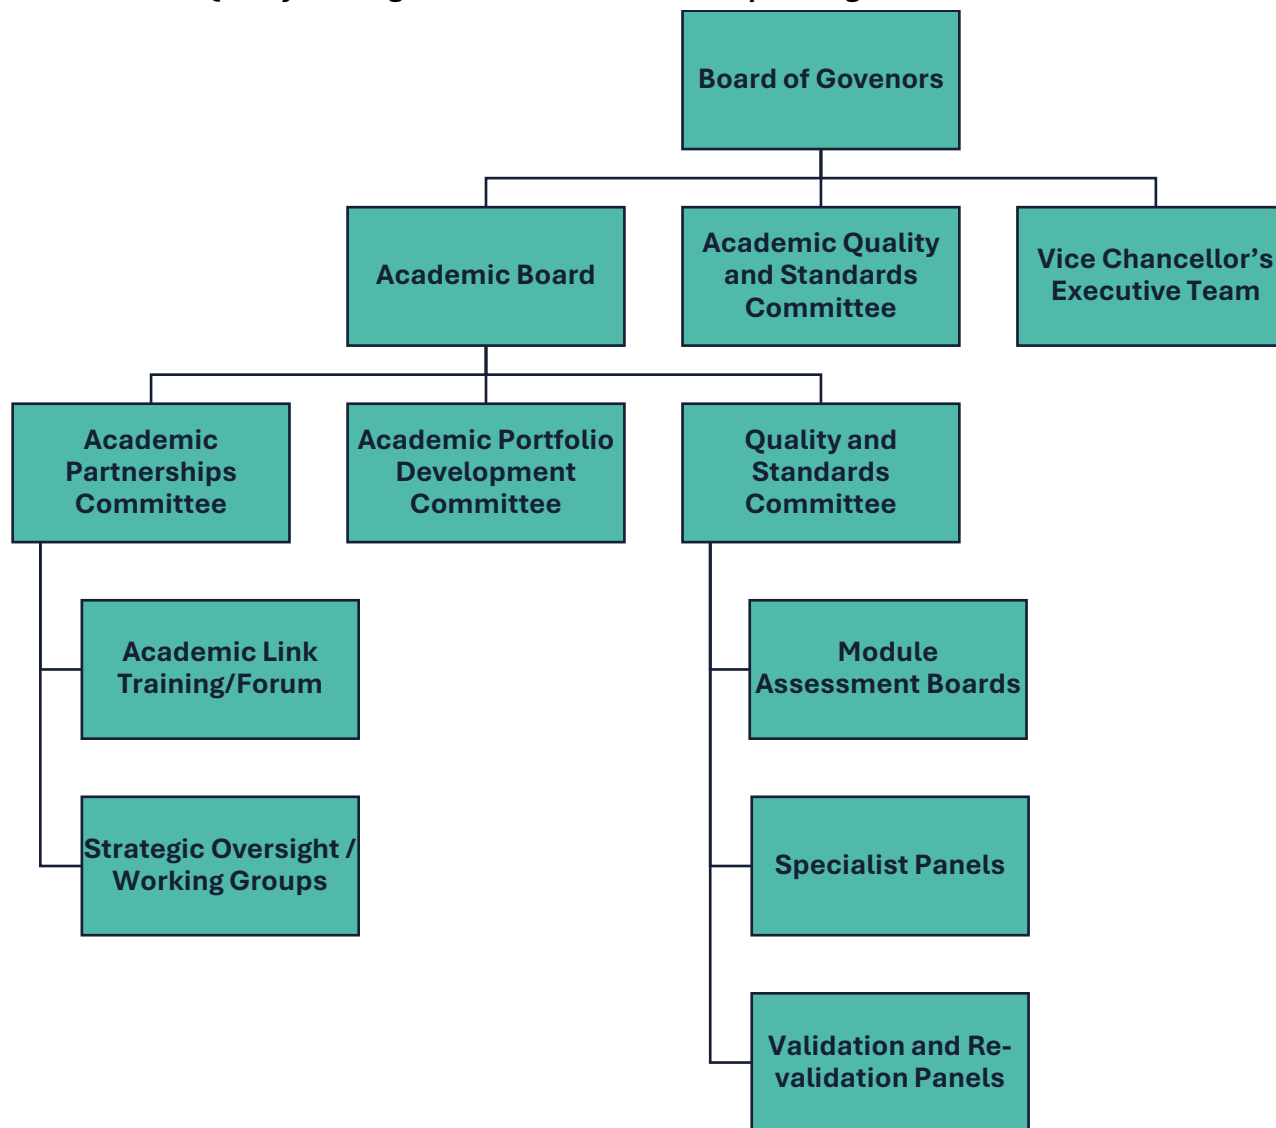 Board of Govenors
Academic Board
Academic Quality
and Standards
Committee
Vice Chancellor’s
Executive Team
Academic
Partnerships
Committee
Academic Portfolio
Development
Committee
Quality and
Standards
Committee
Academic Link
Training/Forum
Module
Assessment Boards
Strategic Oversight /
Working Groups
Specialist Panels
Validation and Re-
validation Panels